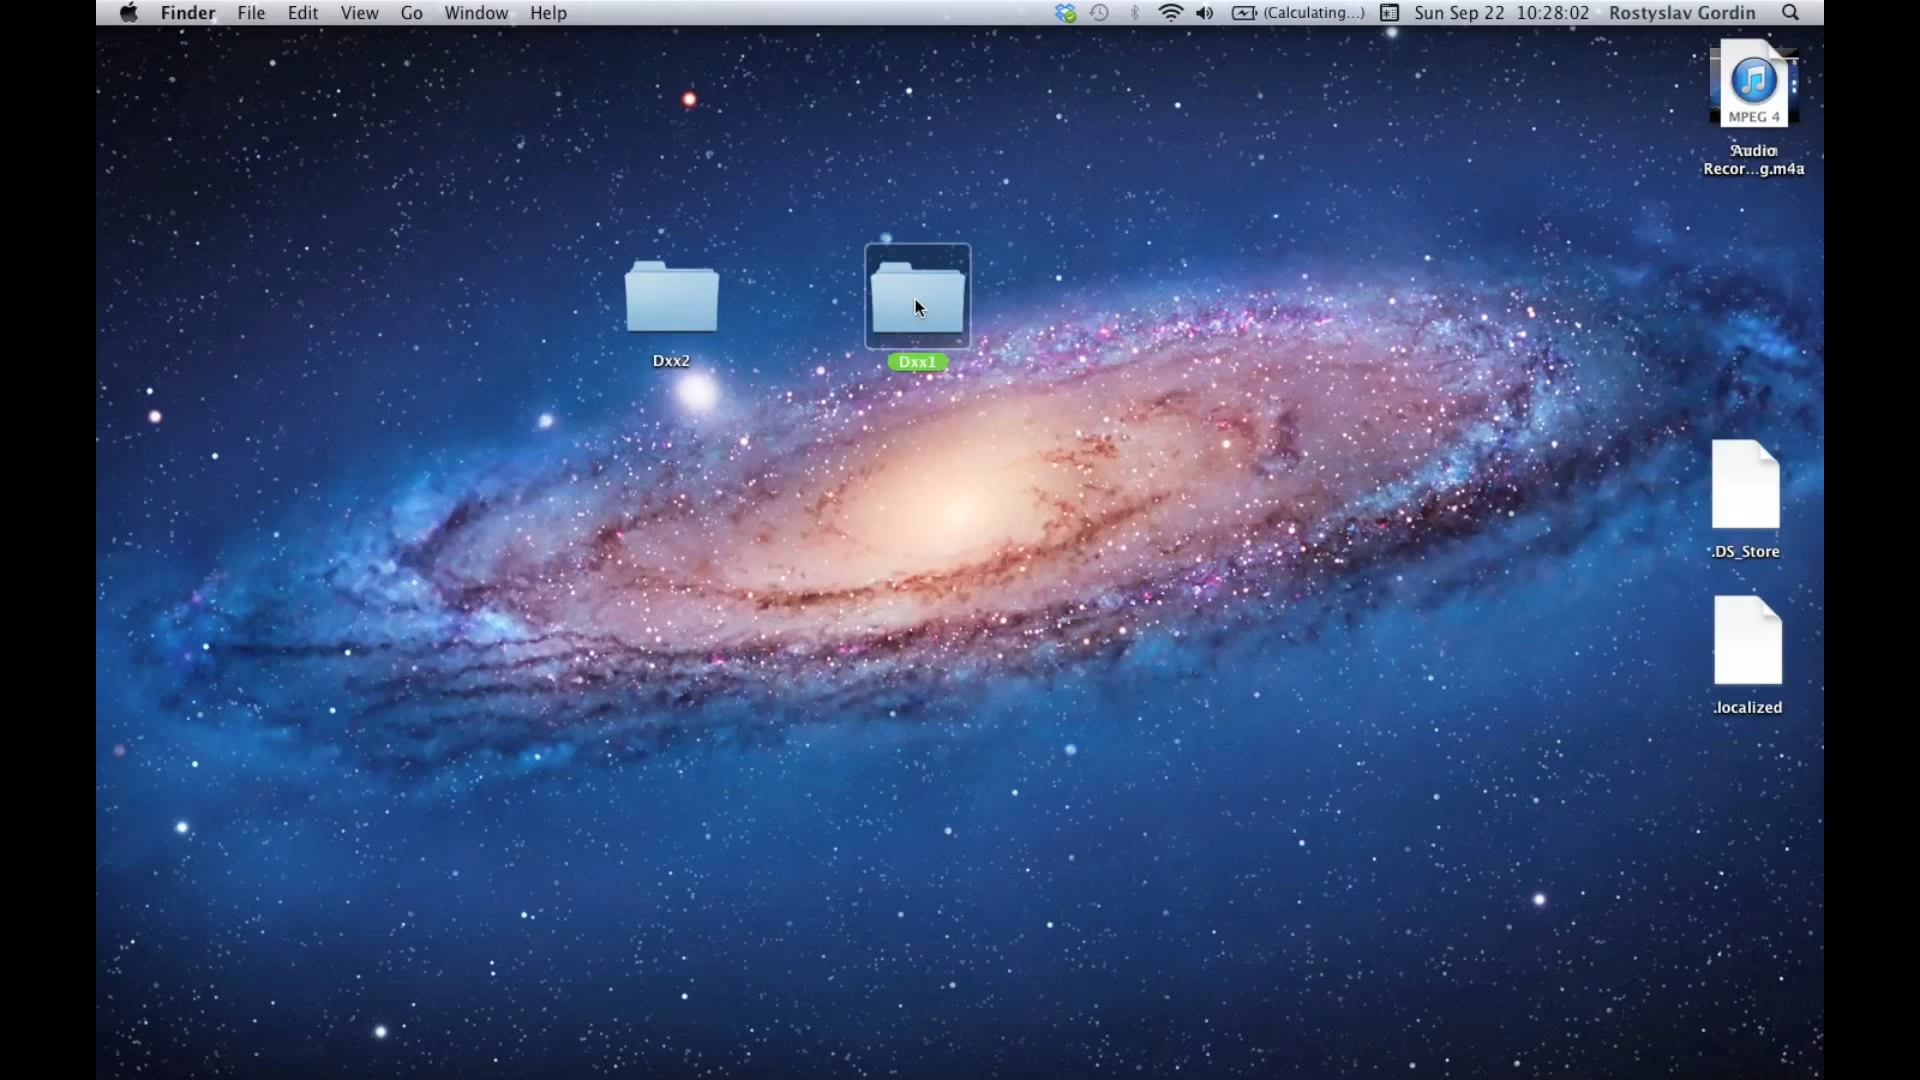 Finder File Edit View Go Window Help (Calculating...) Sun Sep 22 10:28:02 Rostyslav Gordin
MPEG 4
Audio
Recor...g.m4a
Dxx2
Dxx1
.DS_Store
.localized